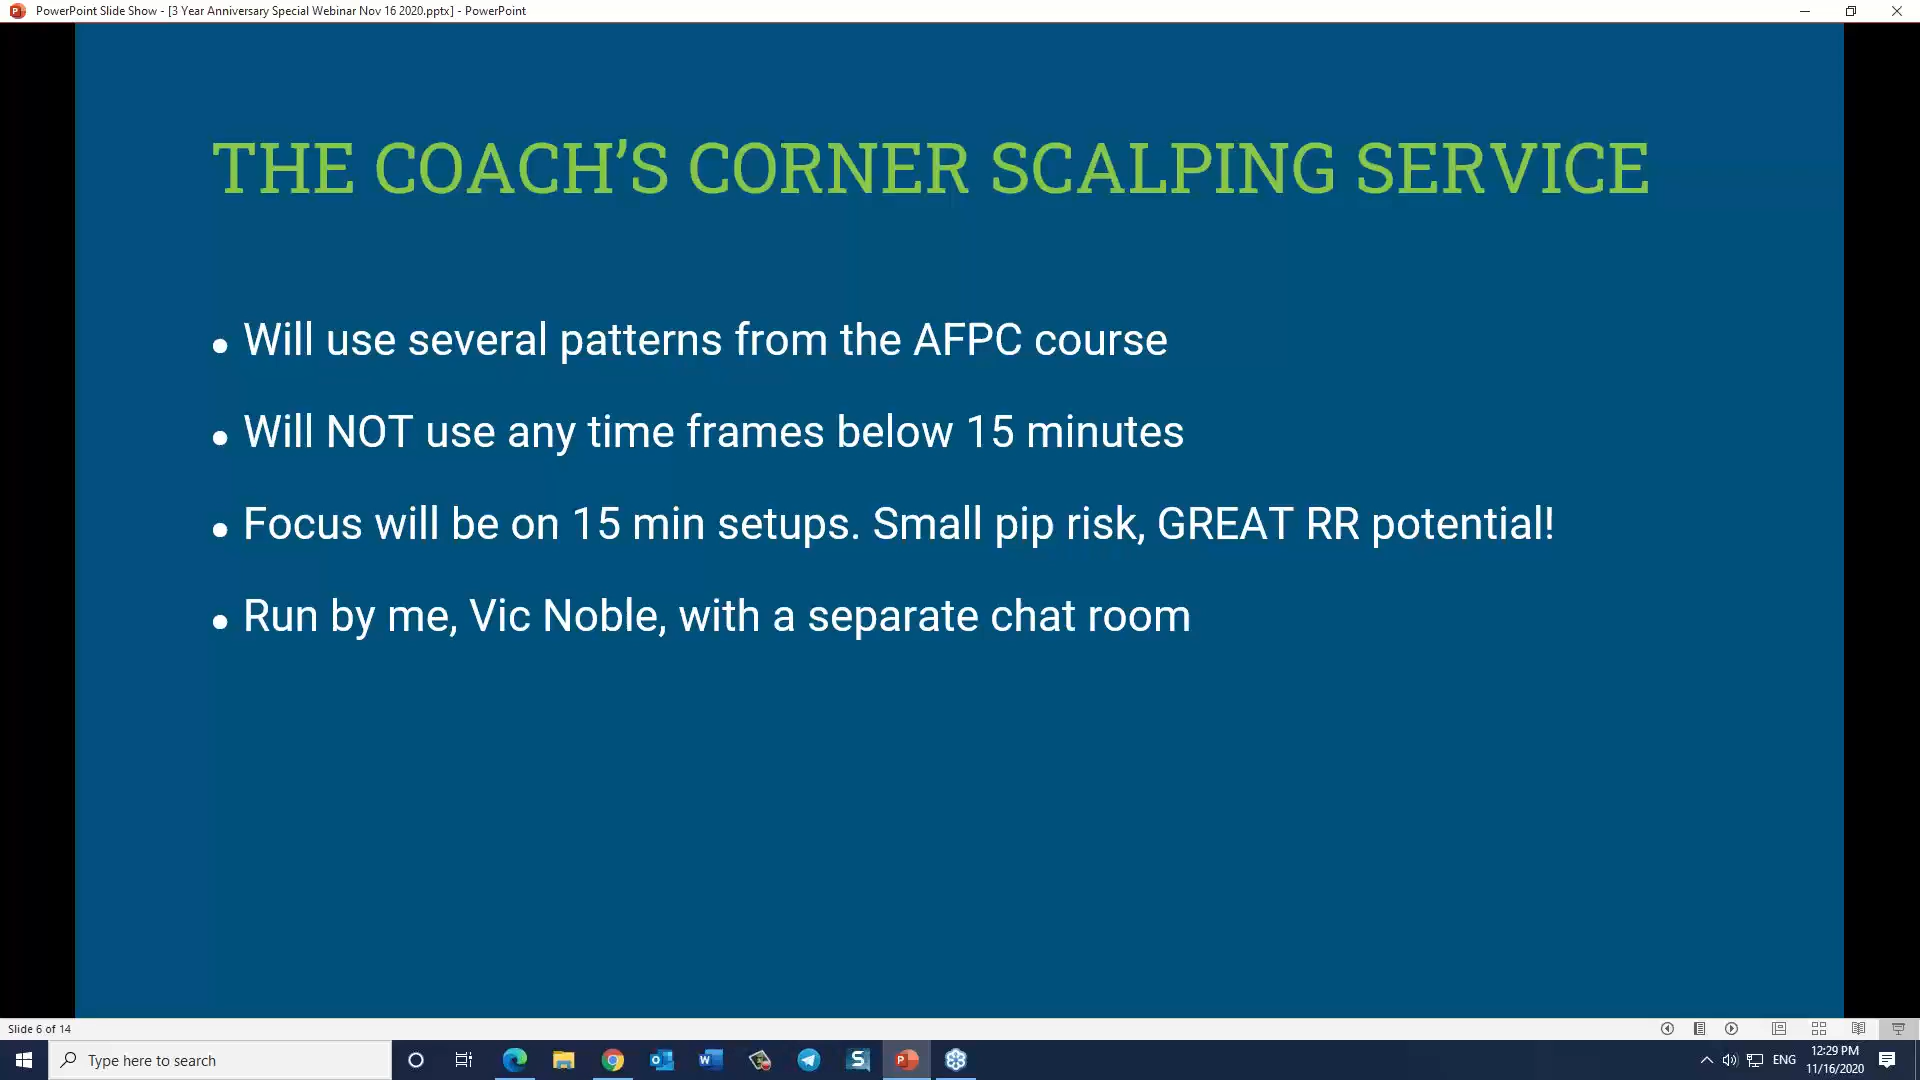 PowerPoint Slide Show - [3 Year Anniversary Special Webinar Nov 16 2020.pptx] - PowerPoint
THE COACH’S CORNER SCALPING SERVICE
• Will use several patterns from the AFPC course
• Will NOT use any time frames below 15 minutes
• Focus will be on 15 min setups. Small pip risk, GREAT RR potential!
• Run by me, Vic Noble, with a separate chat room
Slide 6 of 14
Type here to search
ENG
12:29 PM
11/16/2020